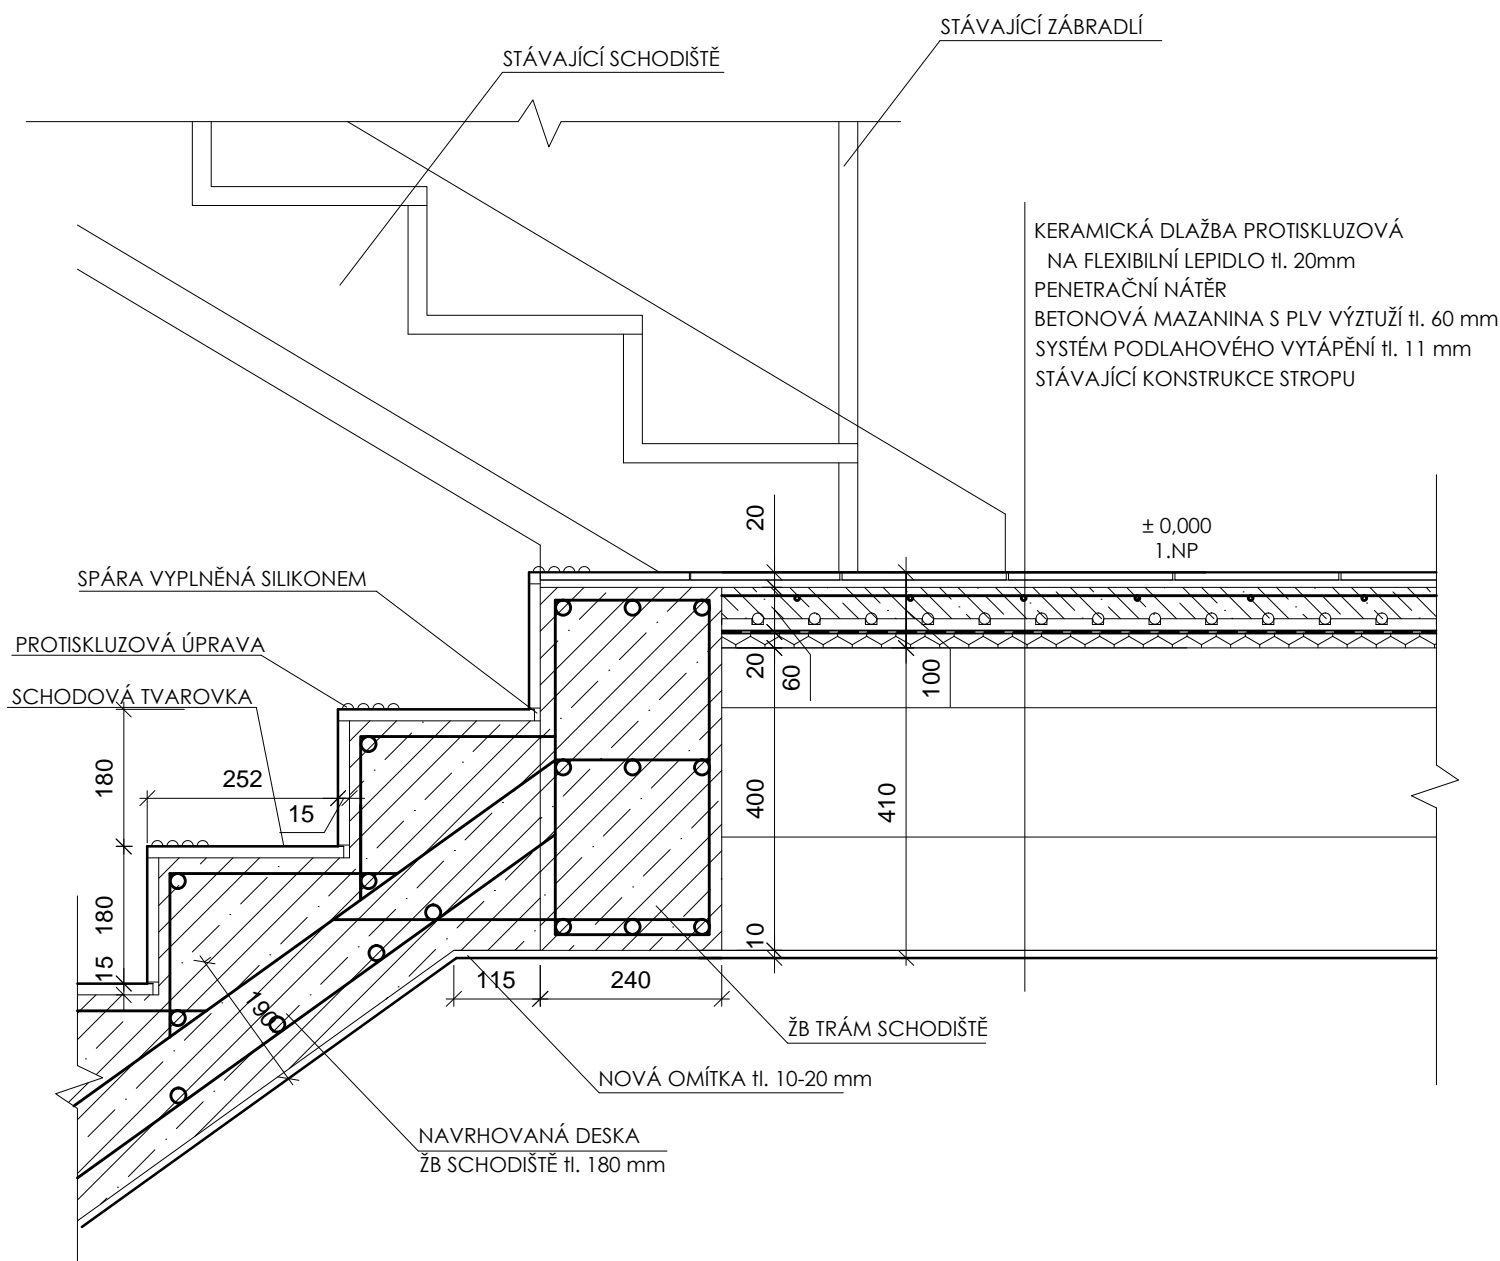 STÁVAJÍCÍ ZÁBRADLÍ
STÁVAJÍCÍ SCHODIŠTĚ
KERAMICKÁ DLAŽBA PROTISKLUZOVÁ
NA FLEXIBILNÍ LEPIDLO tl. 20mm
PENETRAČNÍ NÁTĚR
BETONOVÁ MAZANINA S PLV VÝZTUŽÍ tl. 60 mm
SYSTÉM PODLAHOVÉHO VYTÁPĚNÍ tl. 11 mm
STÁVAJÍCÍ KONSTRUKCE STROPU
20
± 0,000
1.NP
SPÁRA VYPLNĚNÁ SILIKONEM
PROTISKLUZOVÁ ÚPRAVA
SCHODOVÁ TVAROVKA
20
60
100
180
252
15
400
410
180
10
15
115
240
190
ŽB TRÁM SCHODIŠTĚ
NOVÁ OMÍTKA tl. 10-20 mm
NAVRHOVANÁ DESKA
ŽB SCHODIŠTĚ tl. 180 mm